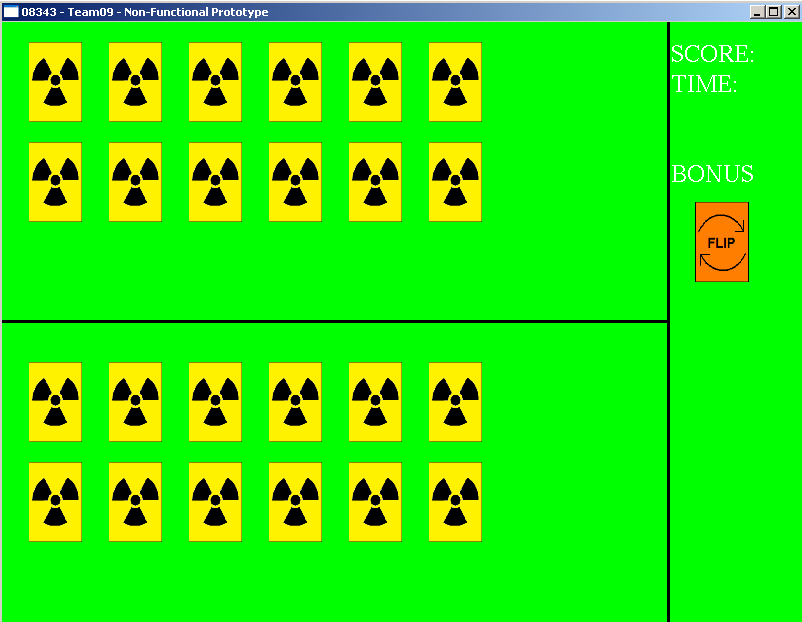 08343 - Team09 - Non-Functional Prototype
SCORE:
TIME:
BONUS
FLIP